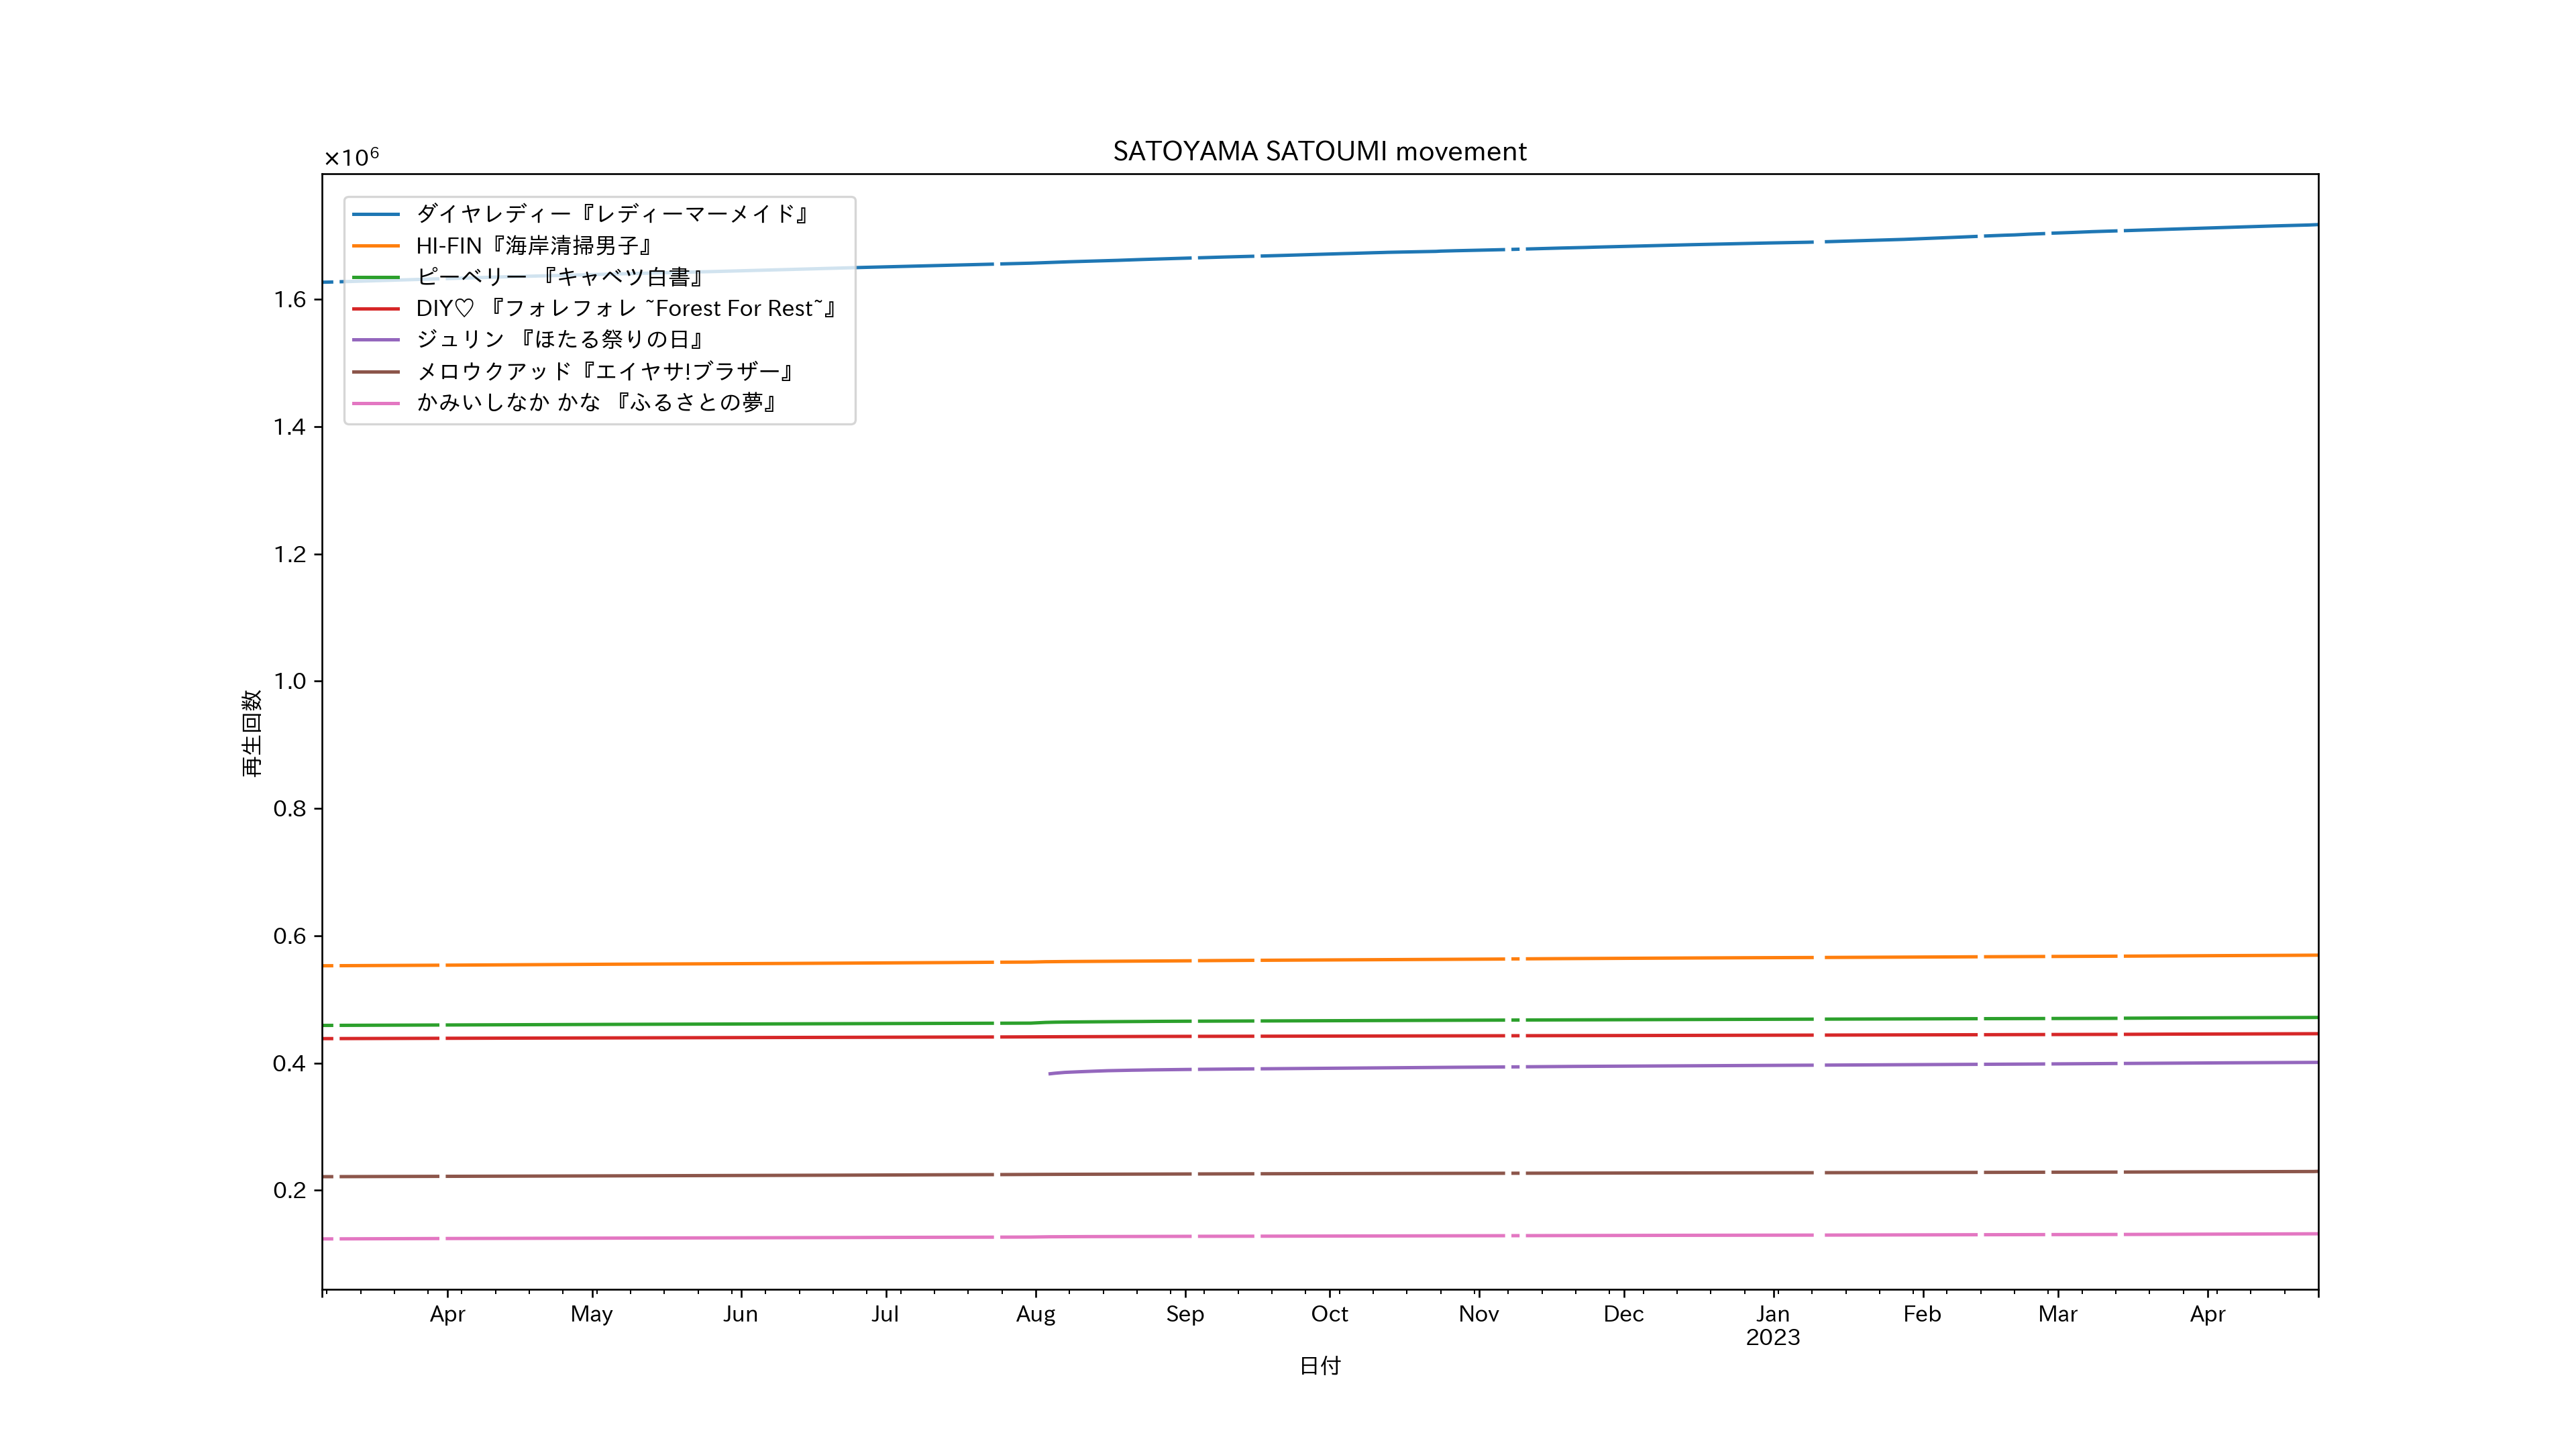 SATOYAMA SATOUMI movement
×10⁶
ダイヤレディー『レディーマーメイド』
HI-FIN『海岸清掃男子』
ピーベリー 『キャベツ白書』
DIY♡ 『フォレフォレ ~Forest For Rest~』
ジュリン 『ほたる祭りの日』
メロウクアッド『エイヤサ!ブラザー』
かみいしなか かな 『ふるさとの夢』
1.6
1.4
1.2
1.0
0.8
0.6
0.4
0.2
再生回数
Apr May Jun Jul Aug Sep Oct Nov Dec Jan Feb Mar Apr
2023
日付